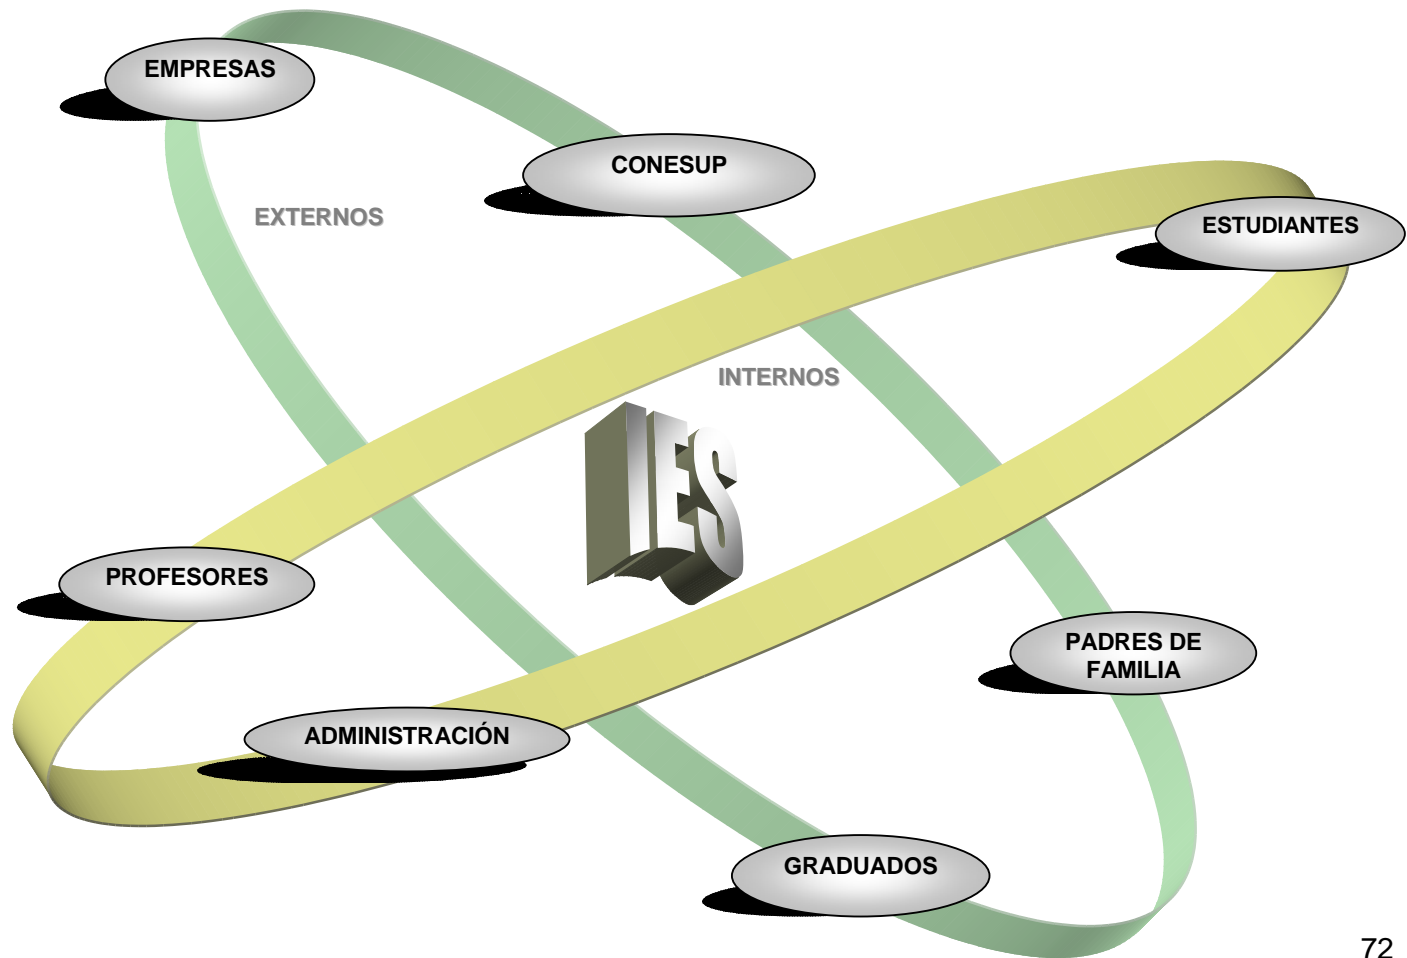 EMPRESAS
CONESUP
EXTERNOS
ESTUDIANTES
INTERNOS
IES
PROFESORES
PADRES DE
FAMILIA
ADMINISTRACIÓN
GRADUADOS
72